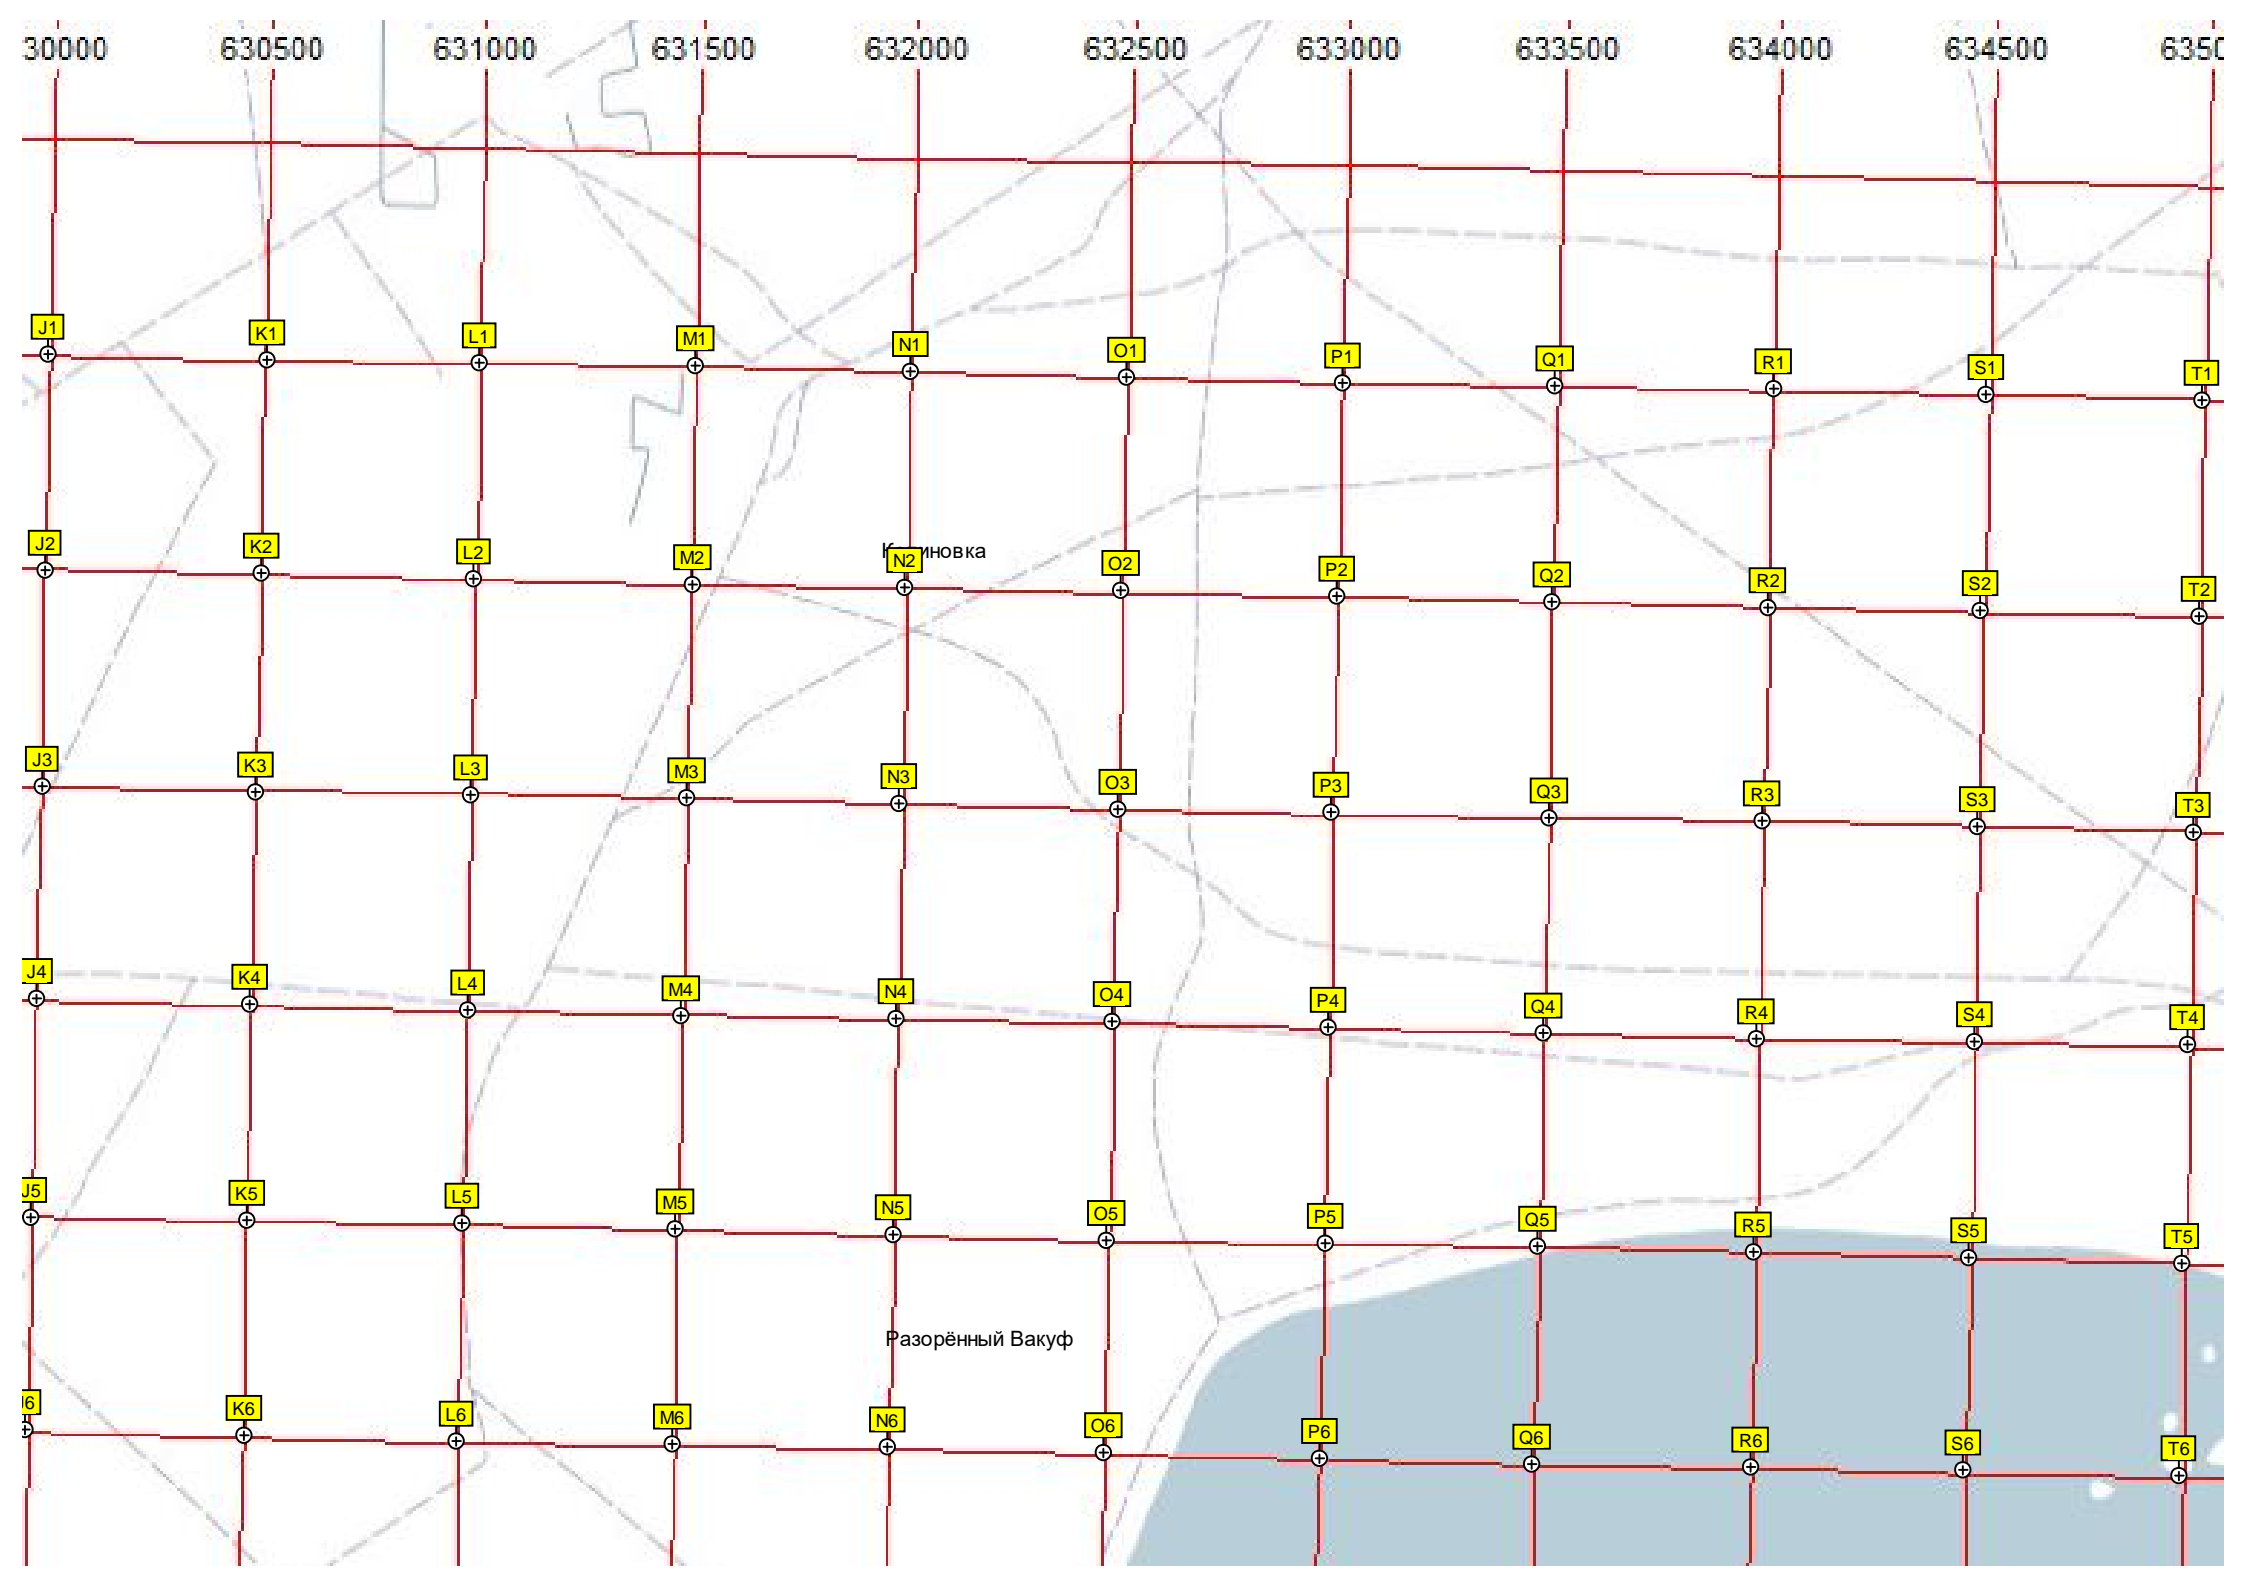 30000 630500 631000 631500 632000 632500 633000 633500 634000 634500 6350
J1 K1 L1 M1 N1 O1 P1 Q1 R1 S1 T1
J2 K2 L2 M2 N2 O2 P2 Q2 R2 S2 T2
J3 K3 L3 M3 N3 O3 P3 Q3 R3 S3 T3
J4 K4 L4 M4 N4 O4 P4 Q4 R4 S4 T4
J5 K5 L5 M5 N5 O5 P5 Q5 R5 S5 T5
Разорённый Вакуф
J6 K6 L6 M6 N6 O6 P6 Q6 R6 S6 T6